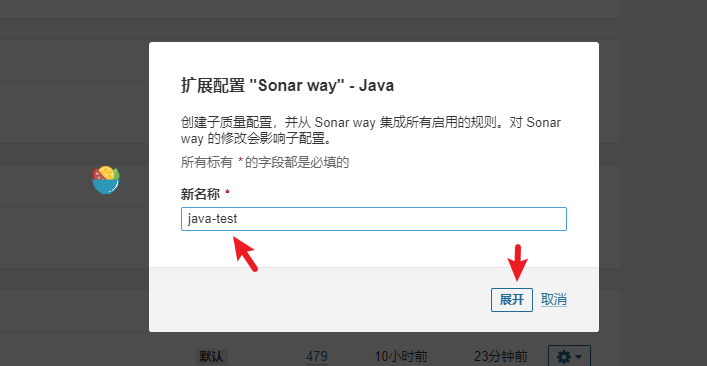 扩展配置 "Sonar way" - Java
创建子质量配置，并从 Sonar way 集成所有启用的规则。对 Sonar
way 的修改会影响子配置。
所有标有 * 的字段都是必填的
新名称 *
java-test
展开 取消
默认 479 10小时前 23分钟前